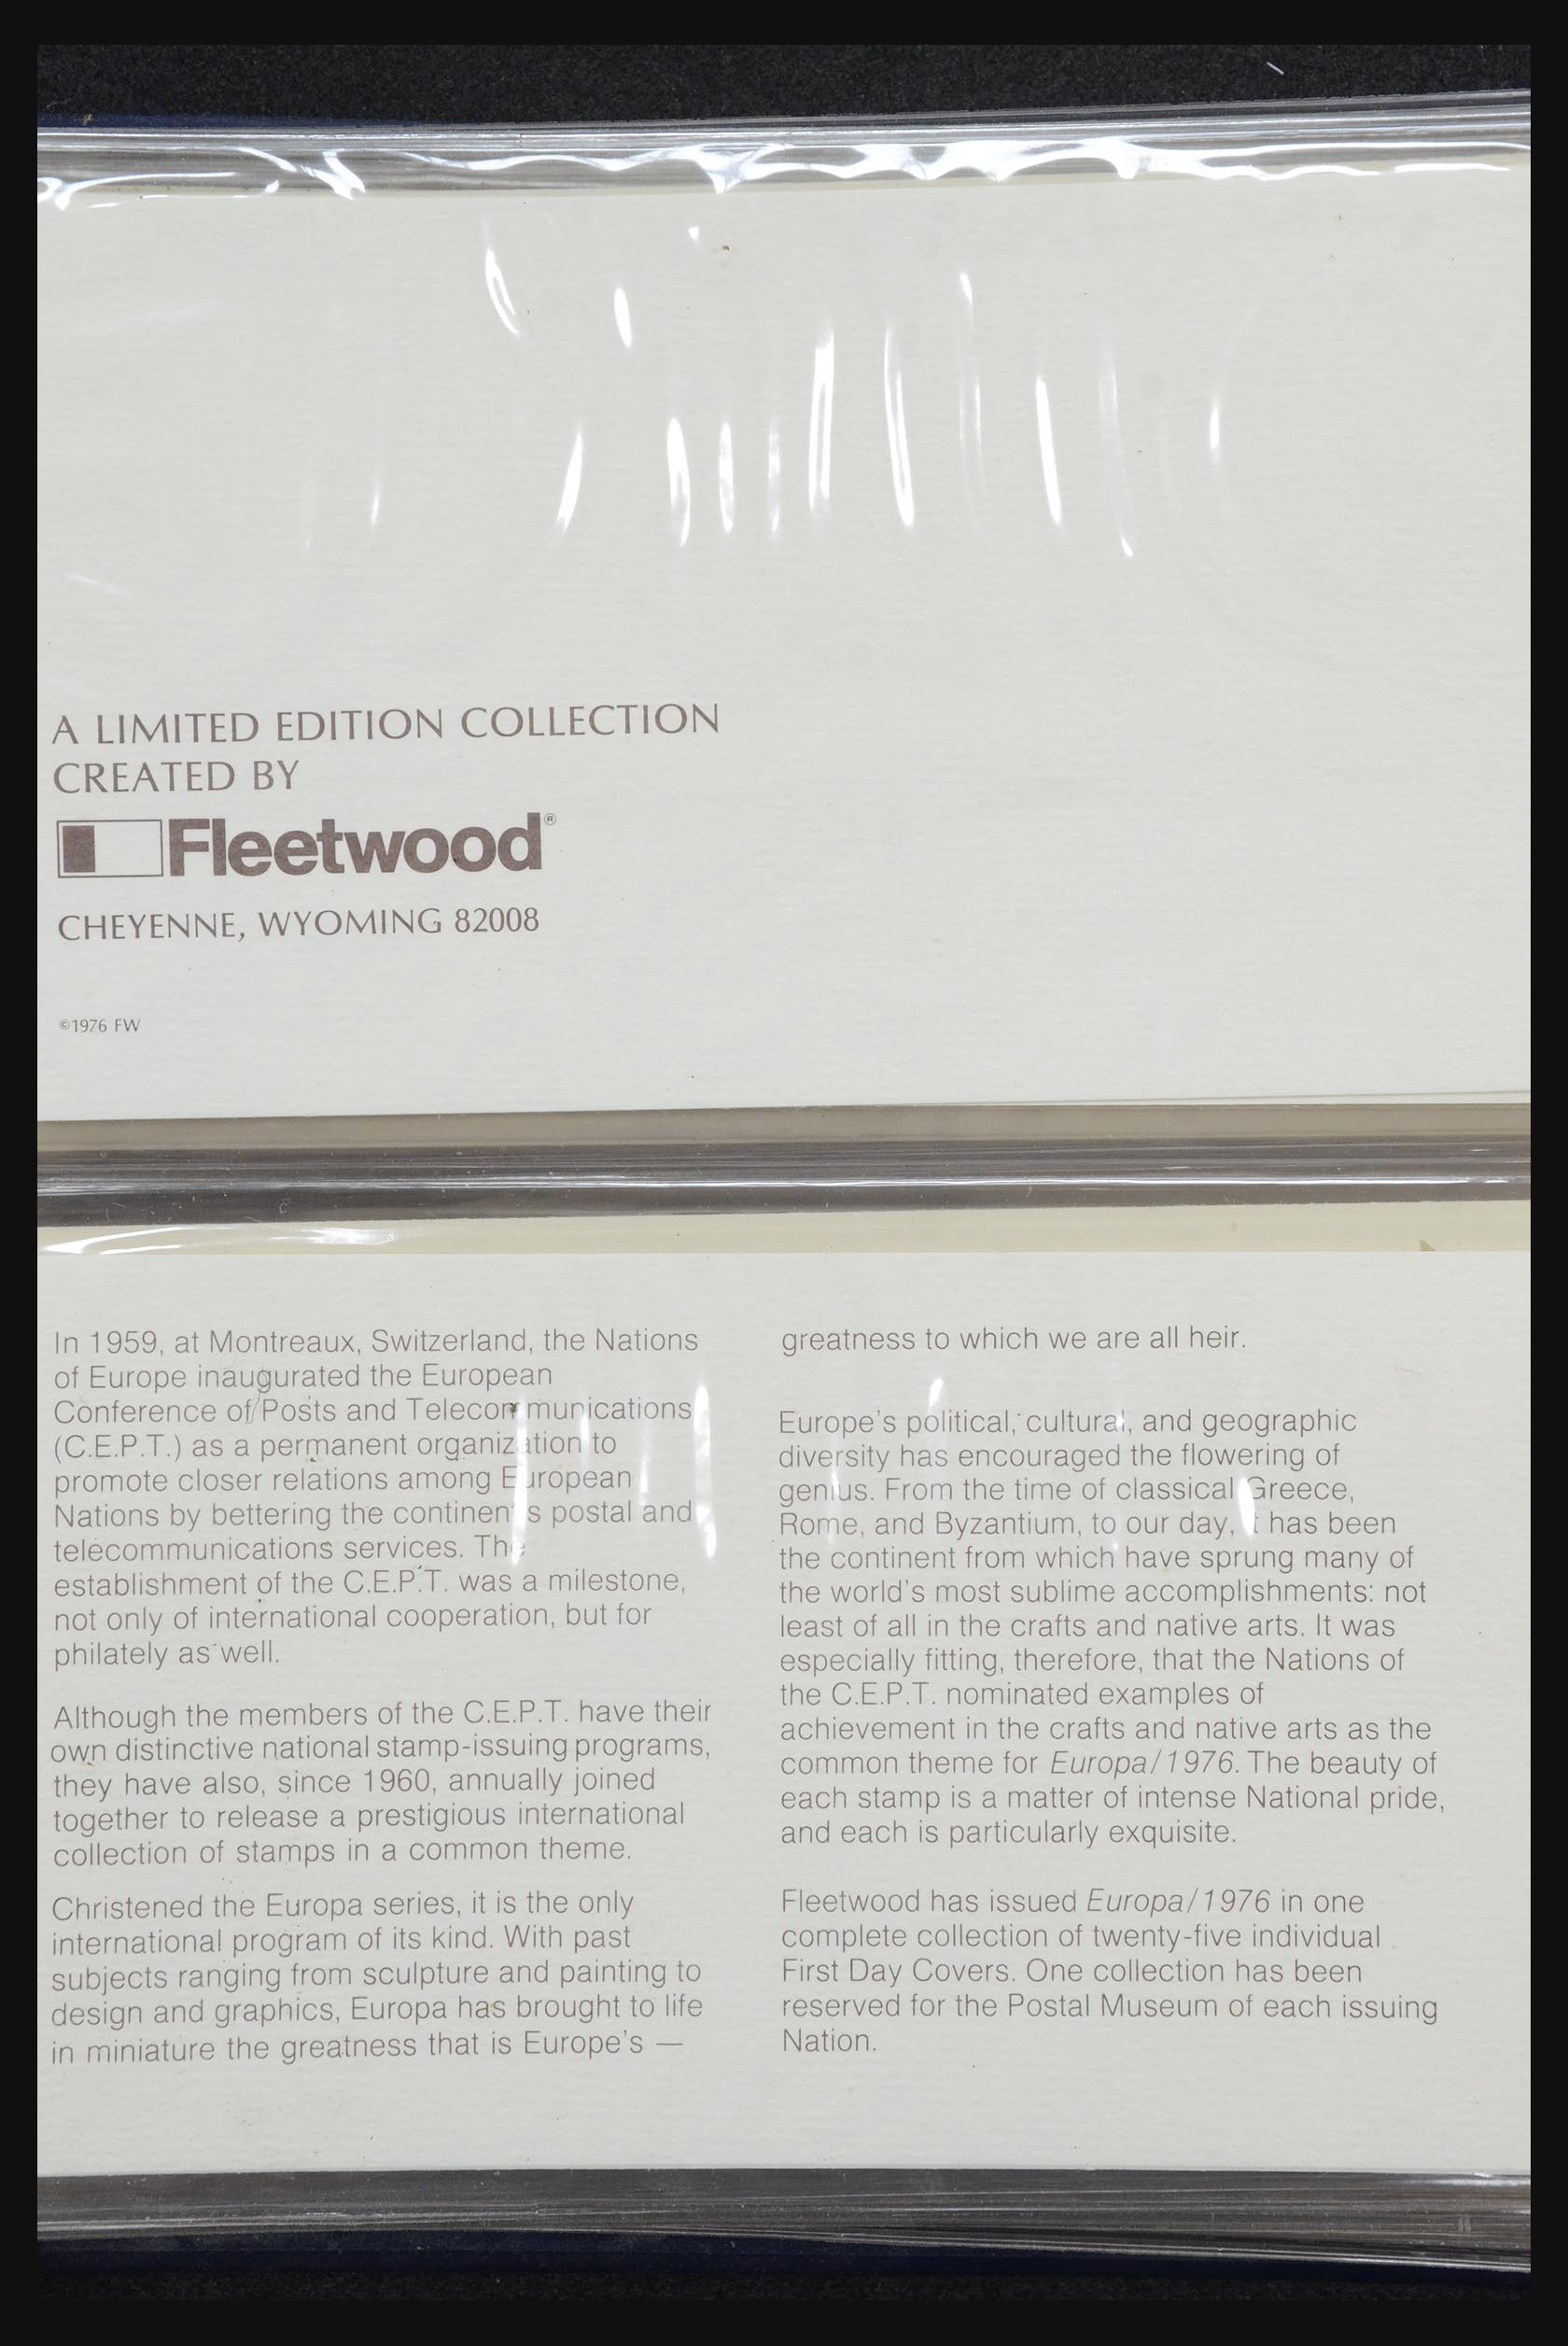 A LIMITED EDITION COLLECTION
CREATED BY
Fleetwood®
CHEYENNE, WYOMING 82008
©1976 FW
In 1959, at Montreaux, Switzerland, the Nations
of Europe inaugurated the European
Conference of Posts and Telecommunications
(C.E.P.T.) as a permanent organization to
promote closer relations among European
Nations by bettering the continent's postal and
telecommunications services. The
establishment of the C.E.P.T. was a milestone,
not only of international cooperation, but for
philately as well.
Although the members of the C.E.P.T. have their
own distinctive national stamp-issuing programs,
they have also, since 1960, annually joined
together to release a prestigious international
collection of stamps in a common theme.
Christened the Europa series, it is the only
international program of its kind. With past
subjects ranging from sculpture and painting to
design and graphics, Europa has brought to life
in miniature the greatness that is Europe's —
greatness to which we are all heir.
Europe's political, cultural, and geographic
diversity has encouraged the flowering of
genius. From the time of classical Greece,
Rome, and Byzantium, to our day, it has been
the continent from which have sprung many of
the world's most sublime accomplishments: not
least of all in the crafts and native arts. It was
especially fitting, therefore, that the Nations of
the C.E.P.T. nominated examples of
achievement in the crafts and native arts as the
common theme for Europa/1976. The beauty of
each stamp is a matter of intense National pride,
and each is particularly exquisite.
Fleetwood has issued Europa/1976 in one
complete collection of twenty-five individual
First Day Covers. One collection has been
reserved for the Postal Museum of each issuing
Nation.